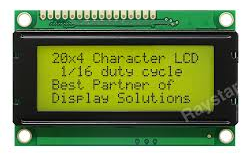 20x4 Character LCD
1/16 duty cycle
Best Partner of
Display Solutions
Raystar